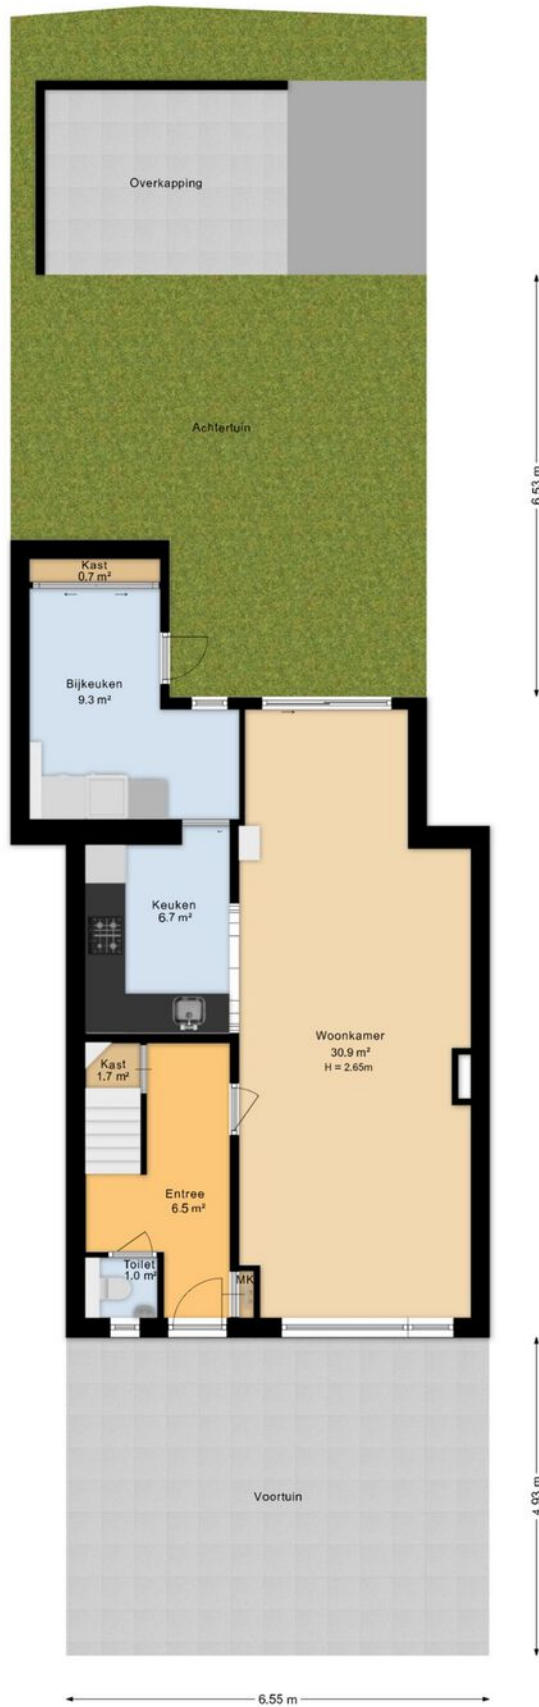 Overkapping
6.53 m
Achtertuin
Kast
0.7 m²
Bijkeuken
9.3 m²
Keuken
6.7 m²
Woonkamer
30.9 m²
H = 2.65m
Kast
1.7 m²
Entree
6.5 m²
Toilet
1.0 m²
MK
Voortuin
4.93 m
6.55 m